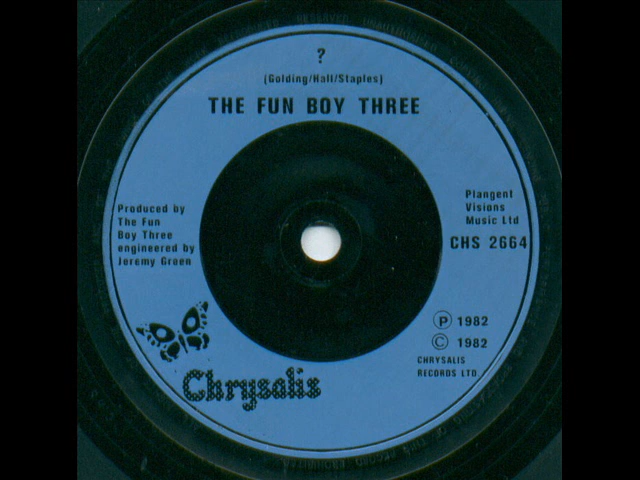 ?
(Golding/Hall/Staples)
THE FUN BOY THREE
Produced by
The Fun
Boy Three
engineered by
Jeremy Green
Plangent
Visions
Music Ltd
CHS 2664
Ⓟ 1982
© 1982
CHRYSALIS
RECORDS LTD.
Chrysalis